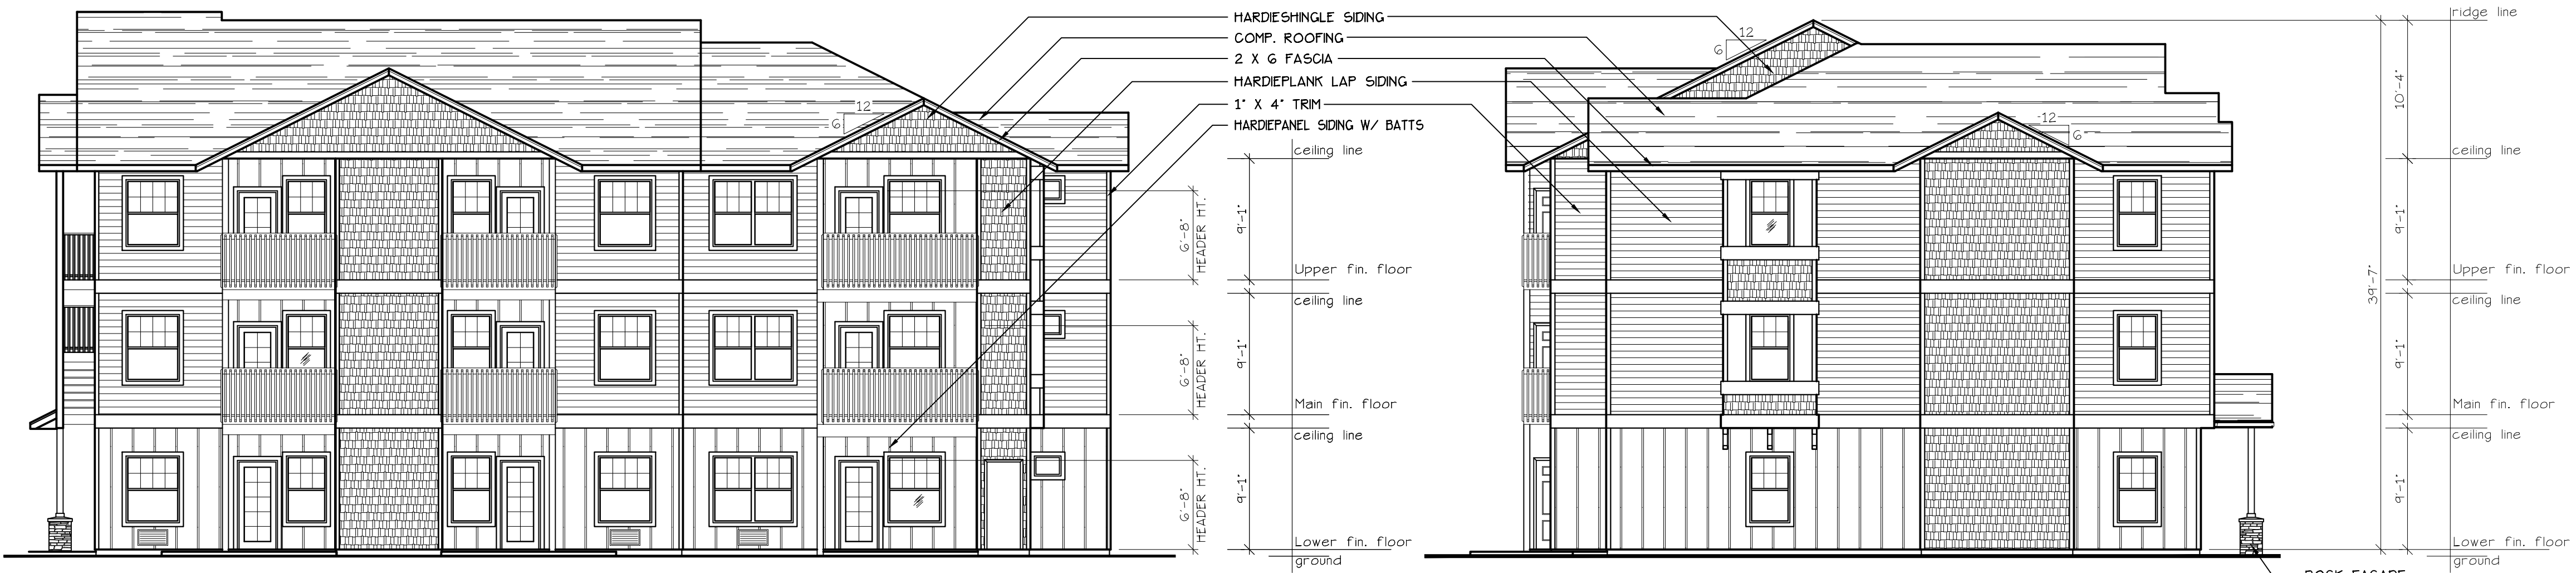 HARDIESHINGLE SIDING
COMP. ROOFING
2 X 6 FASCIA
HARDIEPLANK LAP SIDING
1" X 4" TRIM
HARDIEPANEL SIDING W/ BATTS
12
6
12
6
12
6
ceiling line
6'-8"
HEADER HT.
9'-1"
Upper fin. floor
ceiling line
6'-8"
HEADER HT.
9'-1"
Main fin. floor
ceiling line
6'-8"
HEADER HT.
9'-1"
Lower fin. floor
ground
ridge line
10'-4"
ceiling line
9'-1"
39'-7"
Upper fin. floor
ceiling line
9'-1"
Main fin. floor
ceiling line
9'-1"
Lower fin. floor
ground
ROCK FACADE